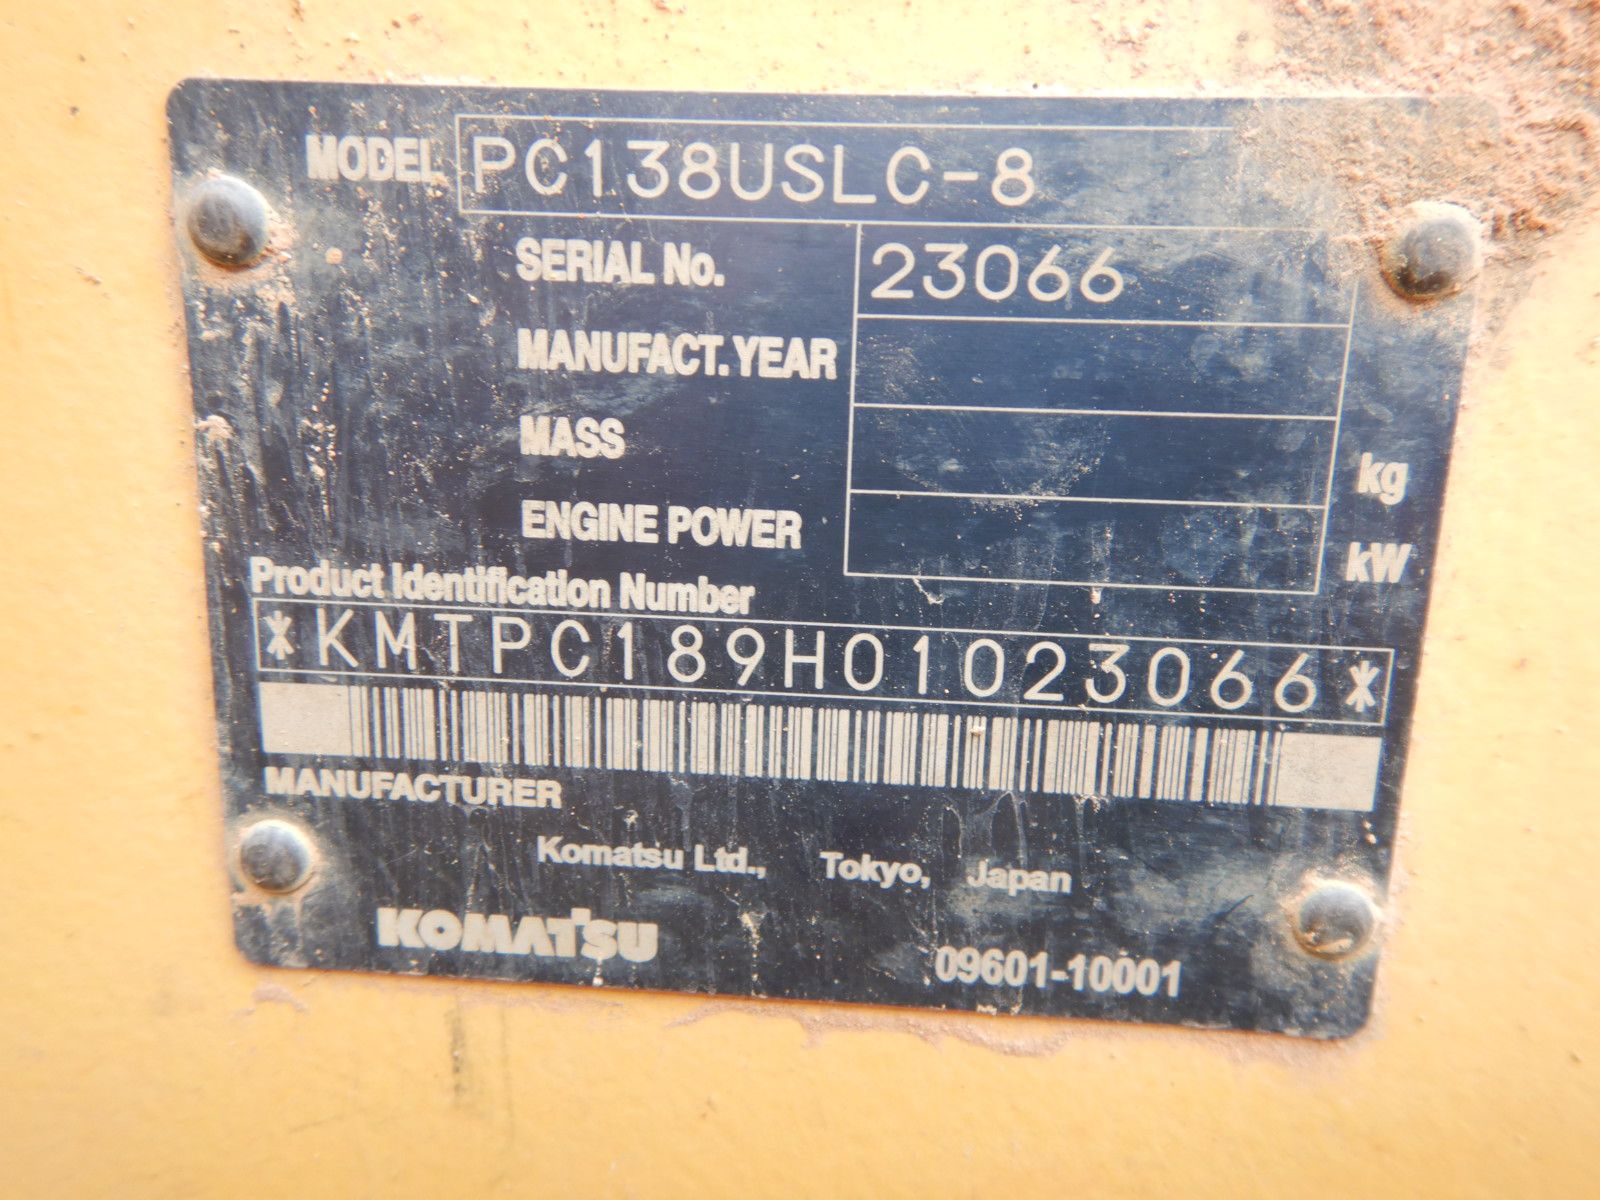 MODEL PC138USLC-8
SERIAL No. 23066
MANUFACT. YEAR
MASS kg
ENGINE POWER kW
Product Identification Number
*KMTPC189H01023066*
MANUFACTURER
Komatsu Ltd., Tokyo, Japan
KOMATSU 09601-10001